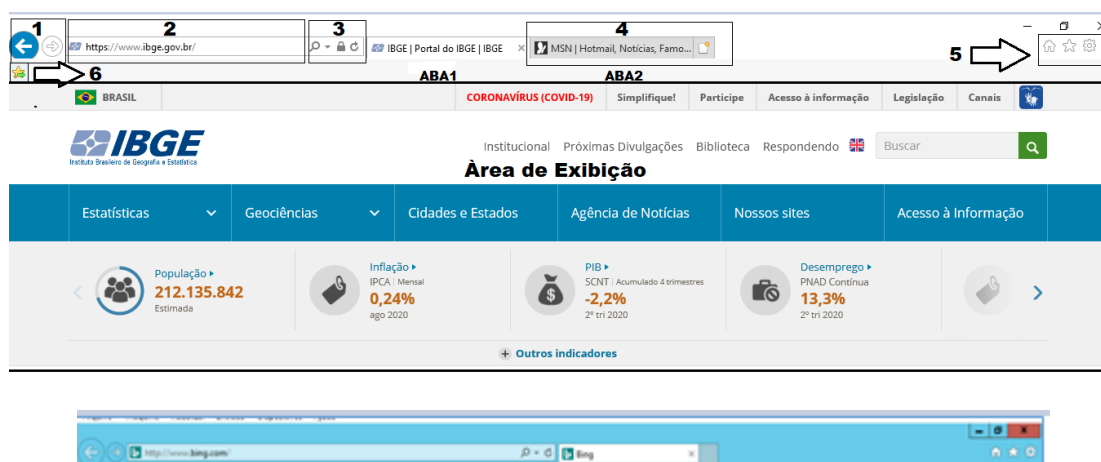 1 2 3 4
https://www.ibge.gov.br/ IBGE | Portal do IBGE | IBGE MSN | Hotmail, Notícias, Famo...
5
6 ABA1 ABA2
BRASIL CORONAVÍRUS (COVID-19) Simplifique! Participe Acesso à informação Legislação Canais
IBGE
Instituto Brasileiro de Geografia e Estatística
Institucional Próximas Divulgações Biblioteca Respondendo Buscar
Àrea de Exibição
Estatísticas Geociências Cidades e Estados Agência de Notícias Nossos sites Acesso à Informação
População
212.135.842
Estimada
Inflação
IPCA | Mensal
0,24%
ago 2020
PIB
SCNT | Acumulado 4 trimestres
-2,2%
2º tri 2020
Desemprego
PNAD Contínua
13,3%
2º tri 2020
+ Outros indicadores
http://www.bing.com/ Bing